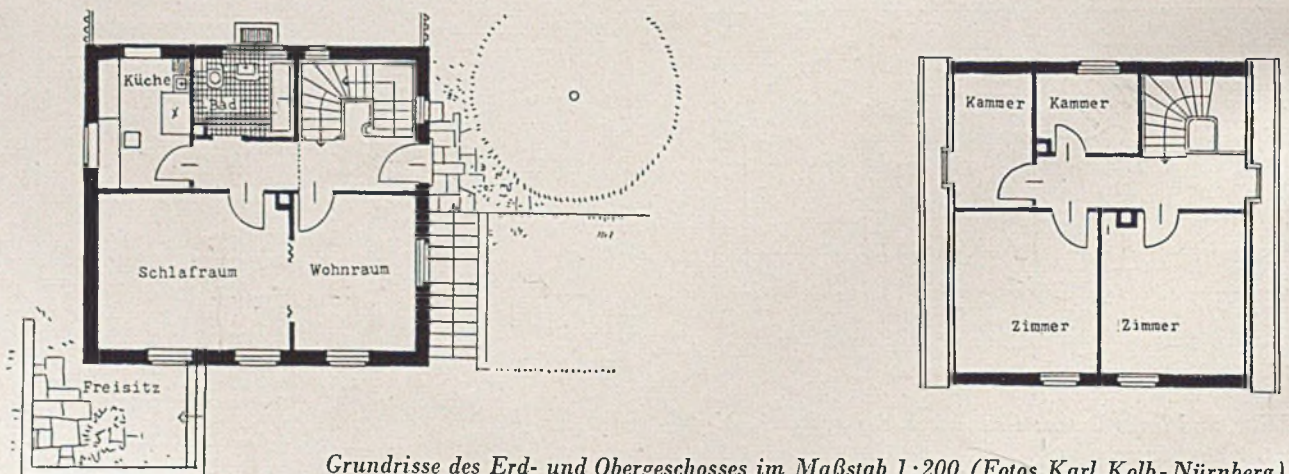 Küche
Bad
Schlafraum
Wohnraum
Freisitz
Kammer
Kammer
Zimmer
Zimmer
Grundrisse des Erd- und Obergeschosses im Maßstab 1:200 (Fotos Karl Kolb-Nürnberg)